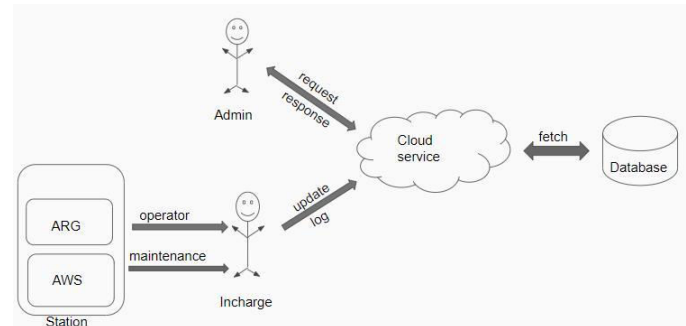 request
response
Admin
Cloud
service
fetch
Database
update
log
operator
ARG
maintenance
AWS
Incharge
Station